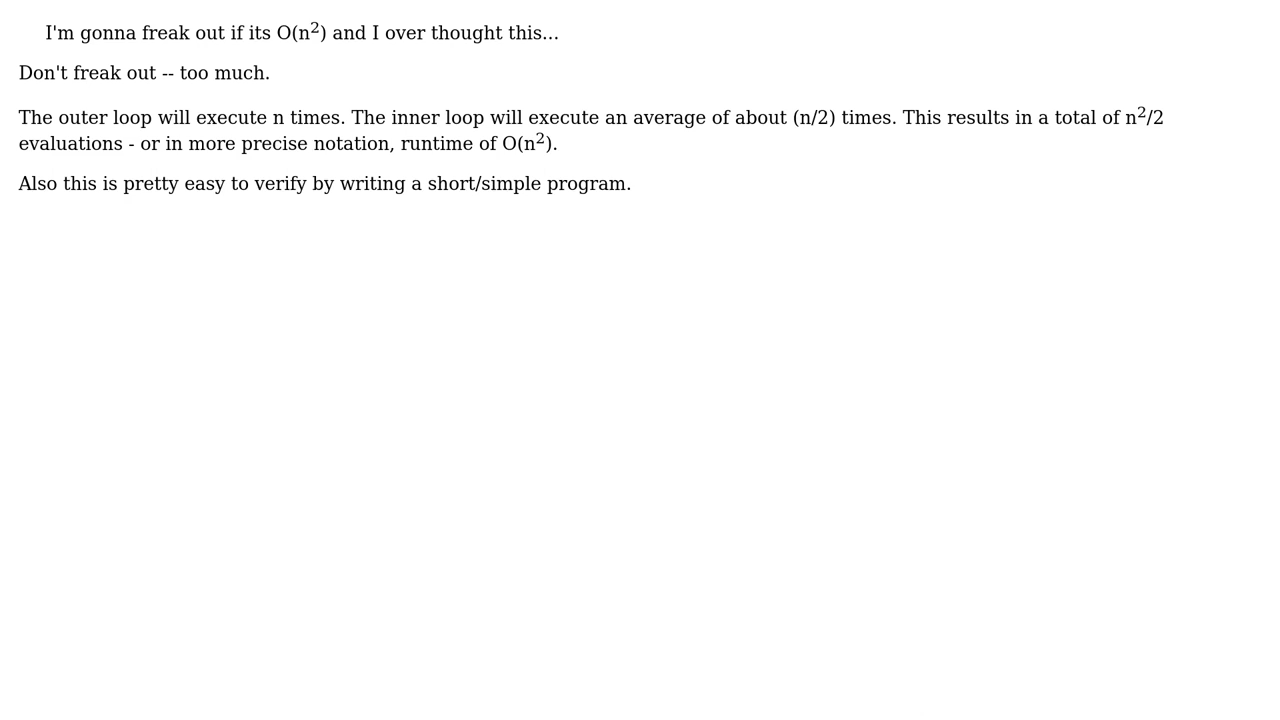 I'm gonna freak out if its O(n²) and I over thought this...
Don't freak out -- too much.
The outer loop will execute n times. The inner loop will execute an average of about (n/2) times. This results in a total of n²/2
evaluations - or in more precise notation, runtime of O(n²).
Also this is pretty easy to verify by writing a short/simple program.